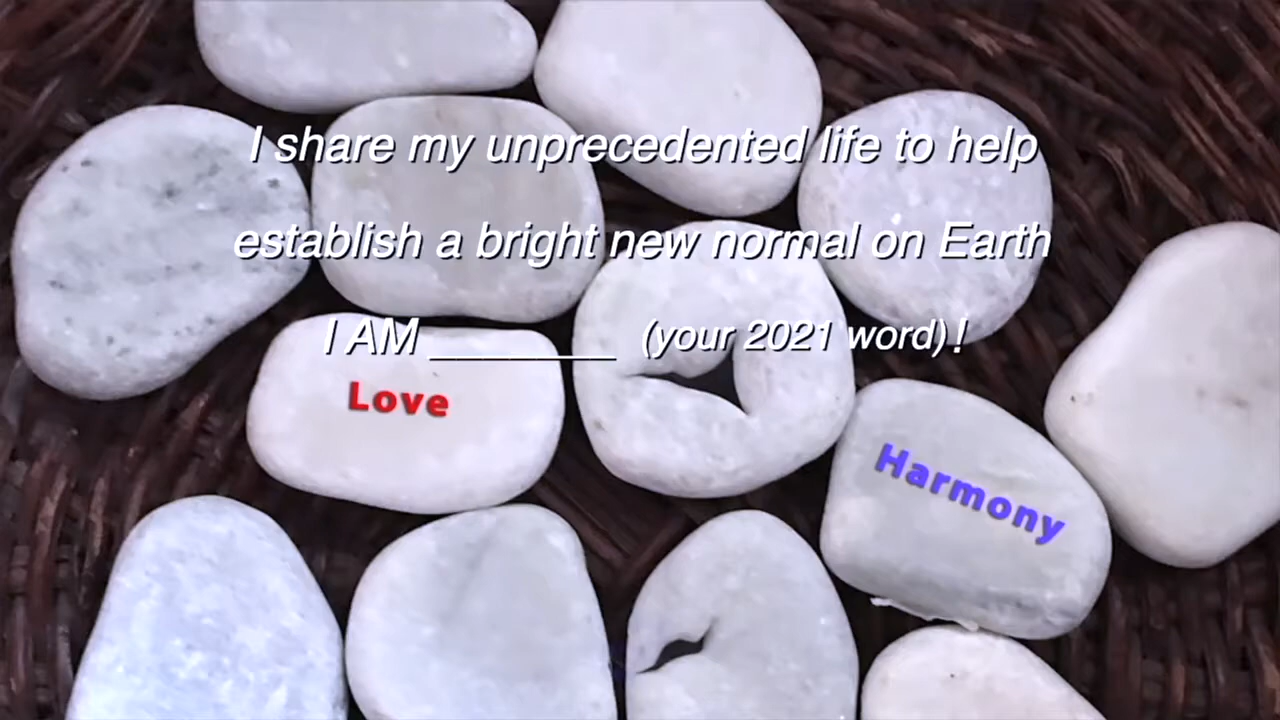 I share my unprecedented life to help
establish a bright new normal on Earth
I AM ________ (your 2021 word)!
Love
Harmony